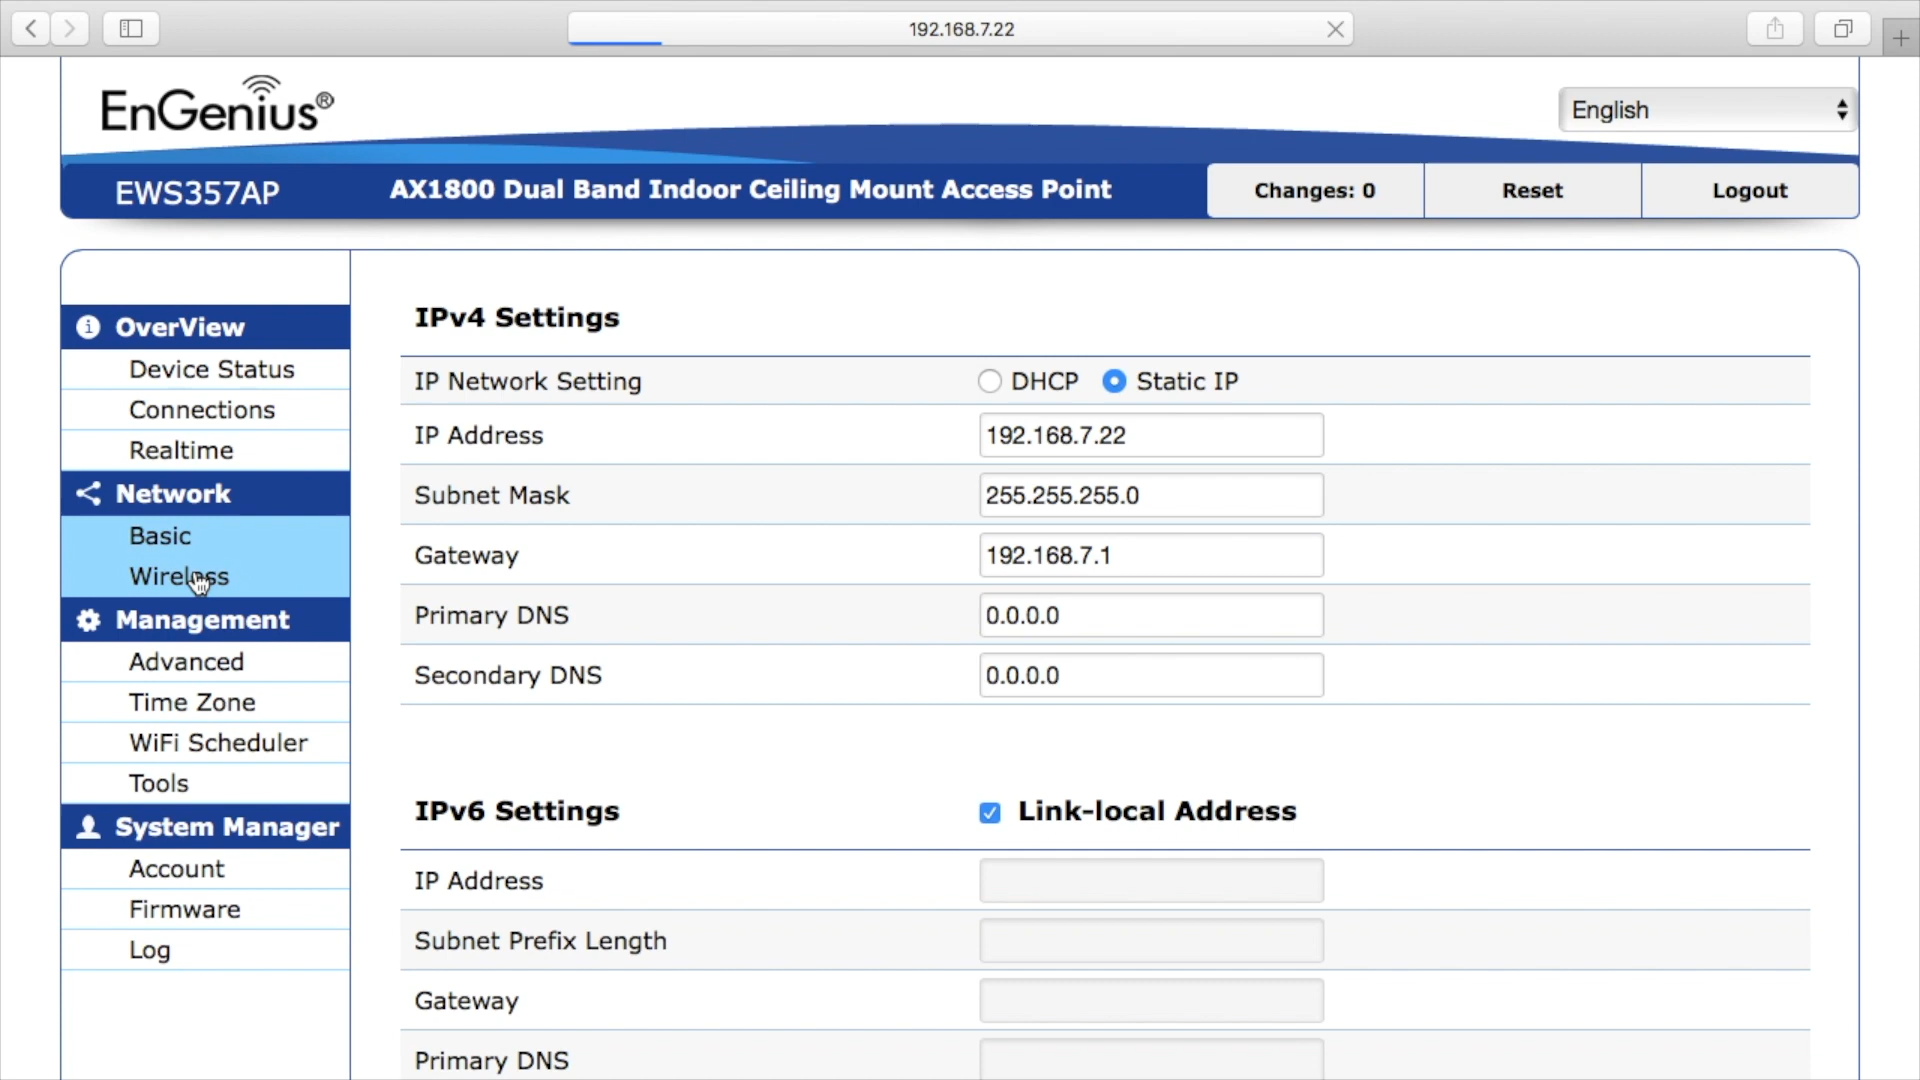 192.168.7.22
EnGenius®
English
EWS357AP
AX1800 Dual Band Indoor Ceiling Mount Access Point
Changes: 0
Reset
Logout
OverView
Device Status
Connections
Realtime
Network
Basic
Wireless
Management
Advanced
Time Zone
WiFi Scheduler
Tools
System Manager
Account
Firmware
Log
IPv4 Settings
IP Network Setting DHCP Static IP
IP Address 192.168.7.22
Subnet Mask 255.255.255.0
Gateway 192.168.7.1
Primary DNS 0.0.0.0
Secondary DNS 0.0.0.0
IPv6 Settings Link-local Address
IP Address
Subnet Prefix Length
Gateway
Primary DNS